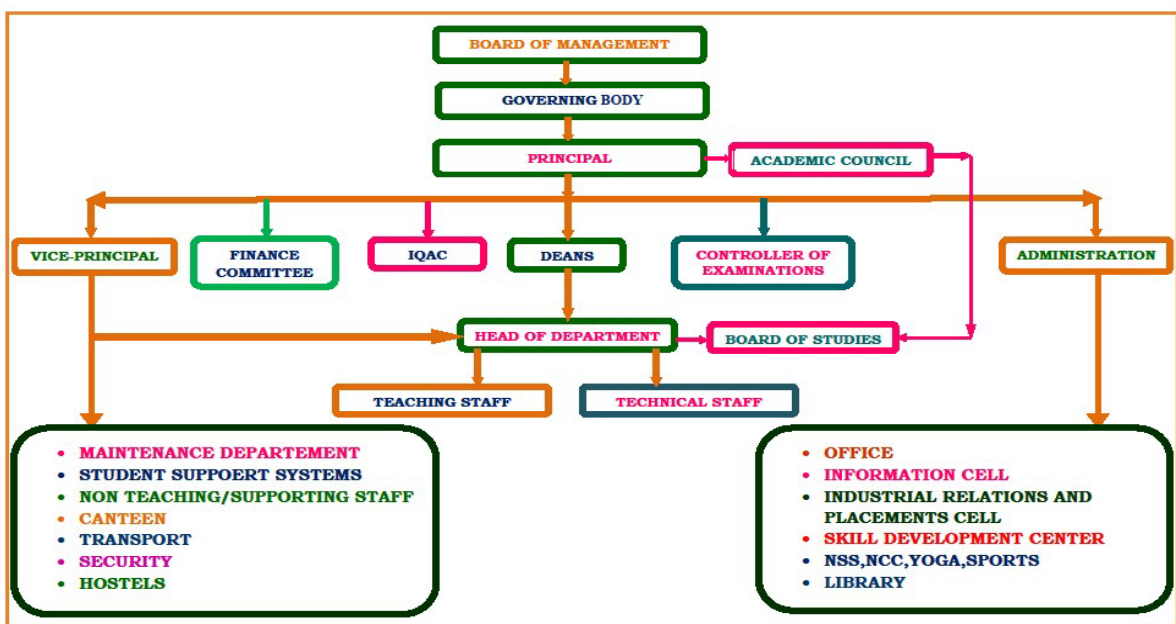 BOARD OF MANAGEMENT
GOVERNING BODY
PRINCIPAL
ACADEMIC COUNCIL
VICE-PRINCIPAL
FINANCE
COMMITTEE
IQAC
DEANS
CONTROLLER OF
EXAMINATIONS
ADMINISTRATION
HEAD OF DEPARTMENT
BOARD OF STUDIES
TEACHING STAFF
TECHNICAL STAFF
• MAINTENANCE DEPARTEMENT
• STUDENT SUPPOERT SYSTEMS
• NON TEACHING/SUPPORTING STAFF
• CANTEEN
• TRANSPORT
• SECURITY
• HOSTELS
• OFFICE
• INFORMATION CELL
• INDUSTRIAL RELATIONS AND
PLACEMENTS CELL
• SKILL DEVELOPMENT CENTER
• NSS,NCC,YOGA,SPORTS
• LIBRARY